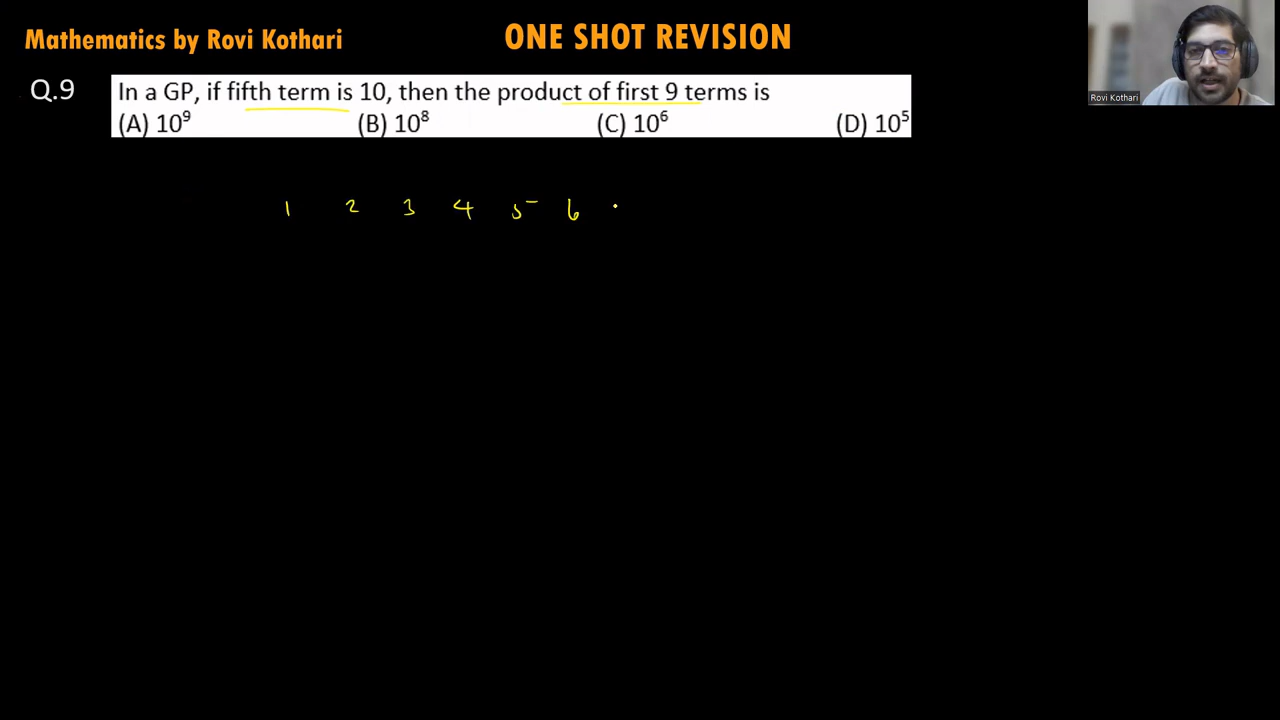 Mathematics by Rovi Kothari
ONE SHOT REVISION
Rovi Kothari
Q.9
In a GP, if fifth term is 10, then the product of first 9 terms is
(A) 10⁹ (B) 10⁸ (C) 10⁶ (D) 10⁵
1 2 3 4 5 6